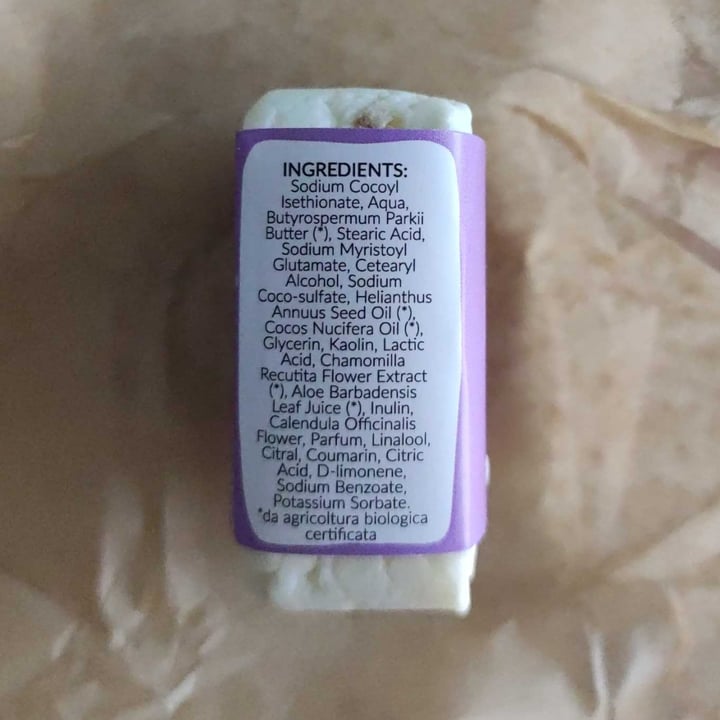 INGREDIENTS:
Sodium Cocoyl
Isethionate, Aqua,
Butyrospermum Parkii
Butter (*), Stearic Acid,
Sodium Myristoyl
Glutamate, Cetearyl
Alcohol, Sodium
Coco-sulfate, Helianthus
Annuus Seed Oil (*),
Cocos Nucifera Oil (*),
Glycerin, Kaolin, Lactic
Acid, Chamomilla
Recutita Flower Extract
(*), Aloe Barbadensis
Leaf Juice (*), Inulin,
Calendula Officinalis
Flower, Parfum, Linalool,
Citral, Coumarin, Citric
Acid, D-limonene,
Sodium Benzoate,
Potassium Sorbate.
*da agricoltura biologica
certificata